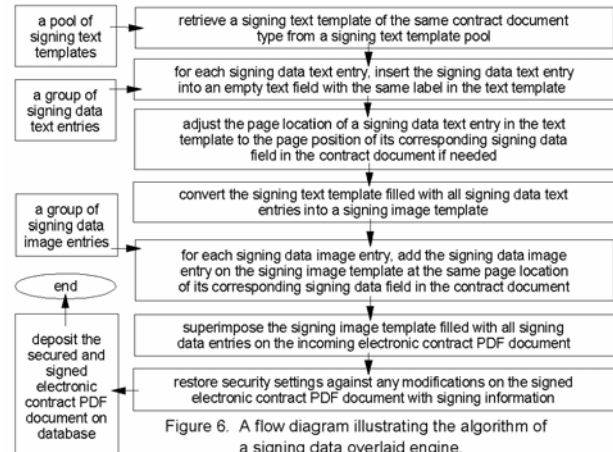 a pool of
signing text
templates
retrieve a signing text template of the same contract document
type from a signing text template pool
for each signing data text entry, insert the signing data text entry
into an empty text field with the same label in the text template
a group of
signing data
text entries
adjust the page location of a signing data text entry in the text
template to the page position of its corresponding signing data
field in the contract document if needed
convert the signing text template filled with all signing data text
entries into a signing image template
a group of
signing data
image entries
for each signing data image entry, add the signing data image
entry on the signing image template at the same page location
of its corresponding signing data field in the contract document
superimpose the signing image template filled with all signing
data entries on the incoming electronic contract PDF document
restore security settings against any modifications on the signed
electronic contract PDF document with signing information
deposit the
secured and
signed
electronic
contract PDF
document on
database
end
Figure 6. A flow diagram illustrating the algorithm of
a signing data overlaid engine.